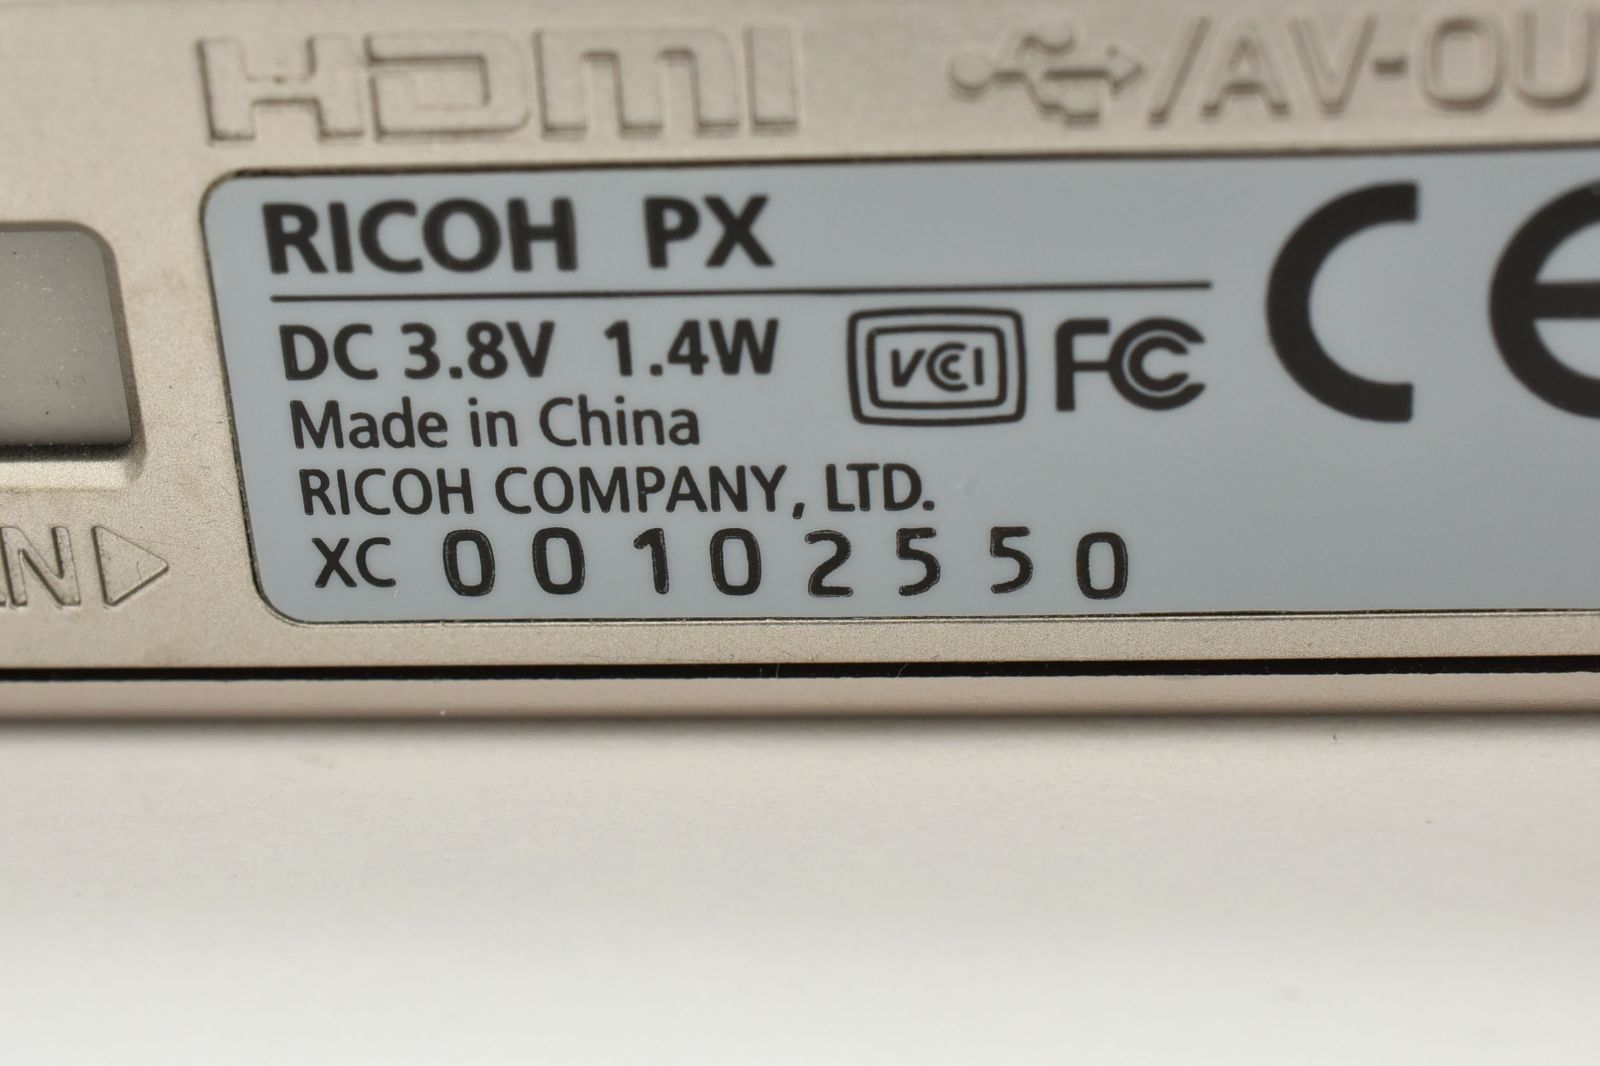 HDMI /AV-OU
RICOH PX
DC 3.8V 1.4W
VCCI FC CE
Made in China
RICOH COMPANY, LTD.
XC 00102550